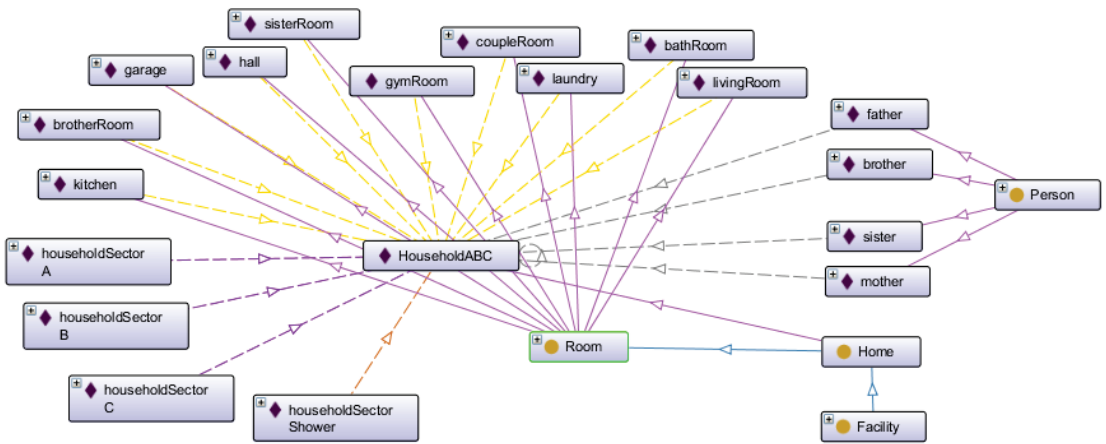 sisterRoom
coupleRoom
bathRoom
hall
garage
gymRoom
laundry
livingRoom
brotherRoom
father
brother
kitchen
Person
sister
householdSector
A
HouseholdABC
mother
householdSector
B
Room
Home
householdSector
C
householdSector
Shower
Facility